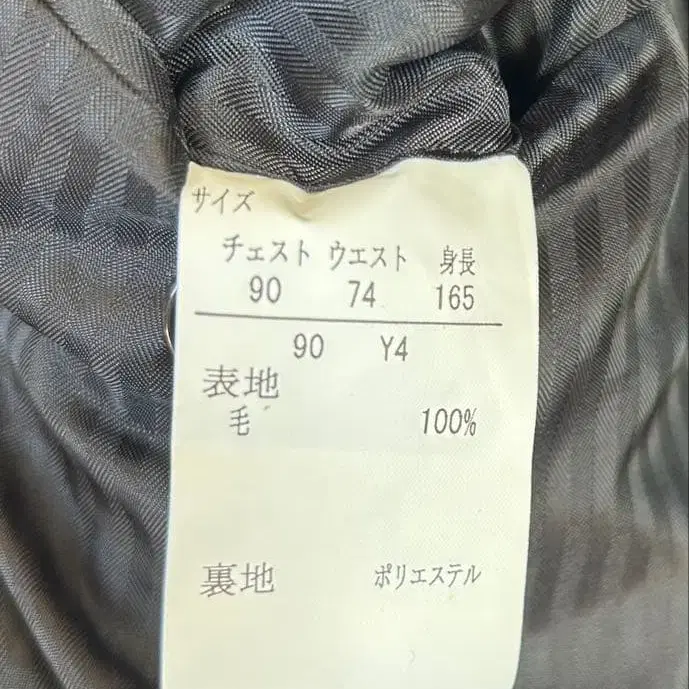 サイズ
チェスト ウエスト 身長
90 74 165
90 Y4
表地
毛 100%
裏地 ポリエステル